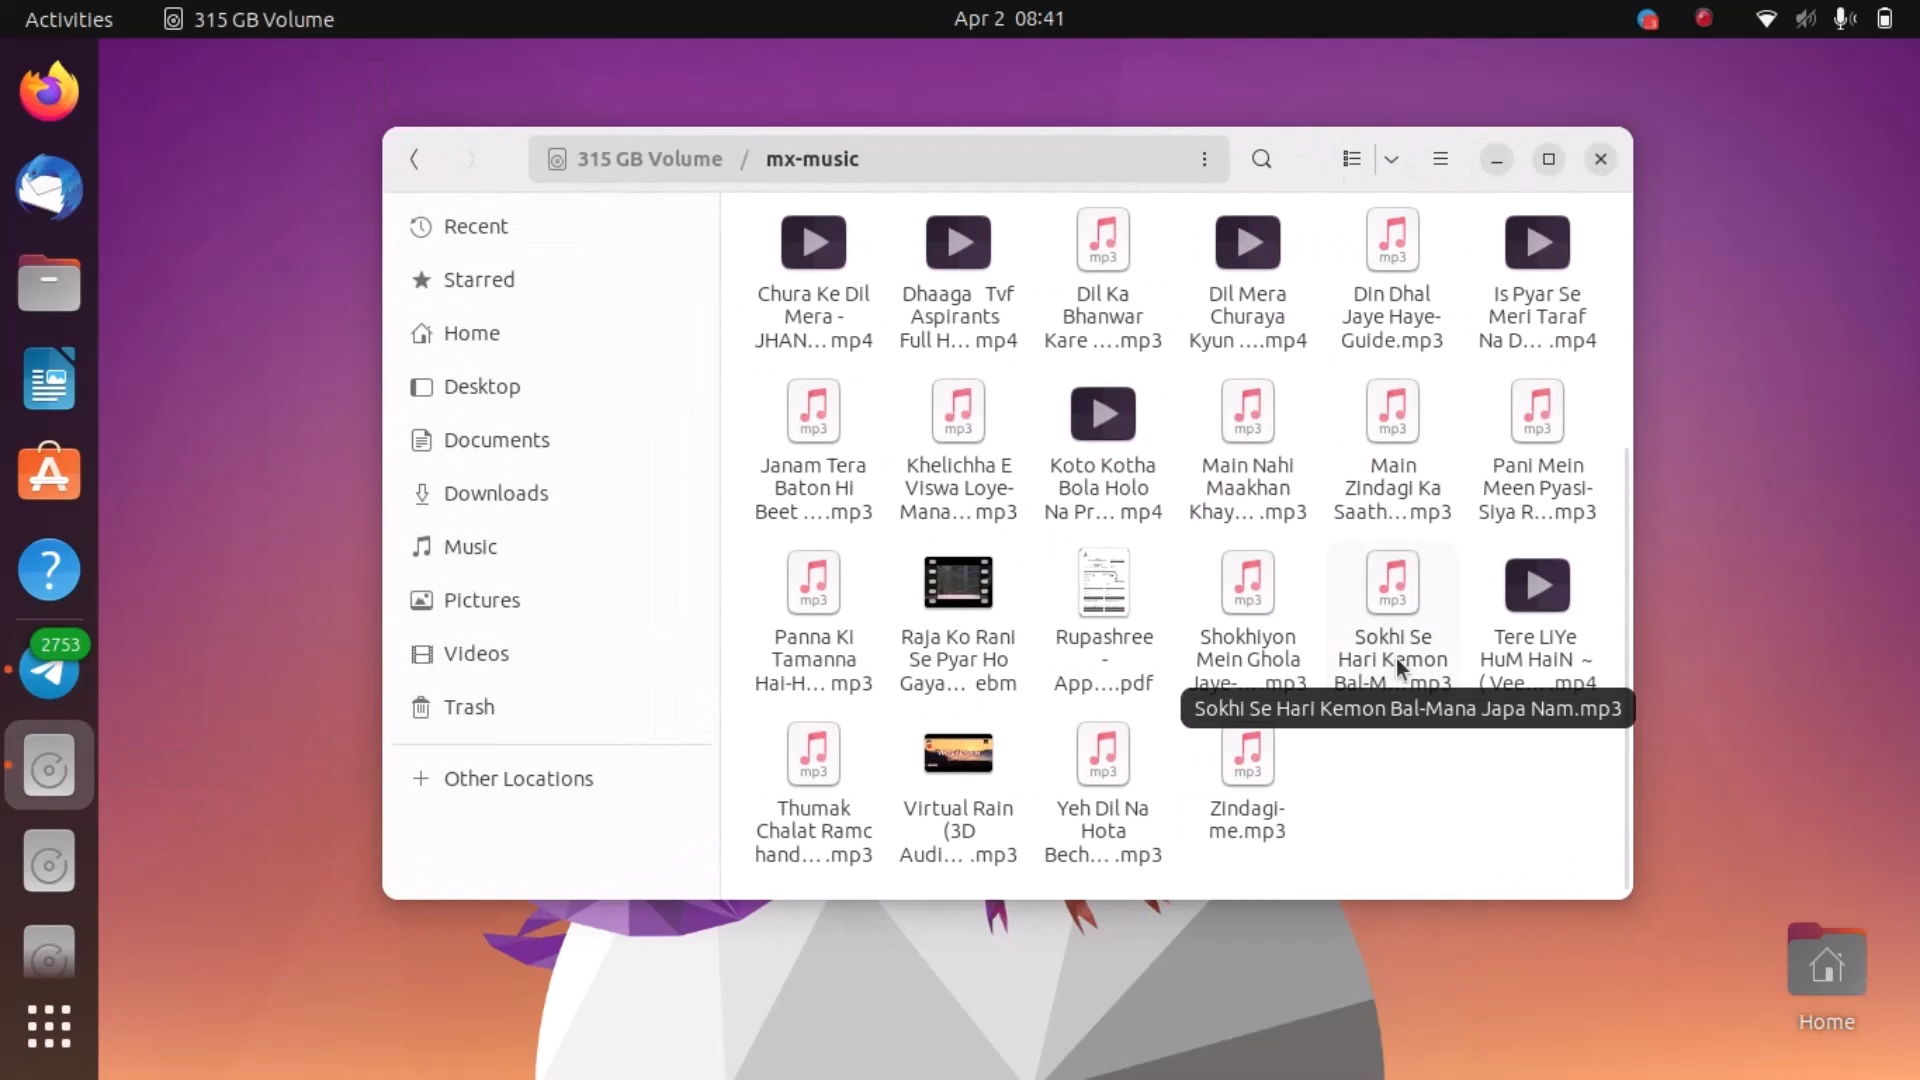 Activities
315 GB Volume
Apr 2 08:41
2753
315 GB Volume / mx-music
Recent
Starred
Home
Desktop
Documents
Downloads
Music
Pictures
Videos
Trash
+ Other Locations
Chura Ke Dil
Mera -
JHAN... mp4
Dhaaga Tvf
Aspirants
Full H... mp4
mp3
Dil Ka
Bhanwar
Kare ....mp3
Dil Mera
Churaya
Kyun ....mp4
mp3
Din Dhal
Jaye Haye-
Guide.mp3
Is Pyar Se
Meri Taraf
Na D... .mp4
mp3
Janam Tera
Baton Hi
Beet ....mp3
mp3
Khelichha E
Viswa Loye-
Mana... mp3
Koto Kotha
Bola Holo
Na Pr... mp4
mp3
Main Nahi
Maakhan
Khay... .mp3
mp3
Main
Zindagi Ka
Saath... mp3
mp3
Pani Mein
Meen Pyasi-
Siya R...mp3
mp3
Panna Ki
Tamanna
Hai-H... mp3
Raja Ko Rani
Se Pyar Ho
Gaya... ebm
Rupashree
-
App....pdf
mp3
Shokhiyon
Mein Ghola
Jaye-....mp3
mp3
Sokhi Se
Hari Kemon
Bal-M... mp3
Tere LiYe
HuM HaiN ~
( Vee... .mp4
Sokhi Se Hari Kemon Bal-Mana Japa Nam.mp3
mp3
Thumak
Chalat Ramc
hand... .mp3
Virtual Rain
(3D
Audi... .mp3
mp3
Yeh Dil Na
Hota
Bech... .mp3
mp3
Zindagi-
me.mp3
Home